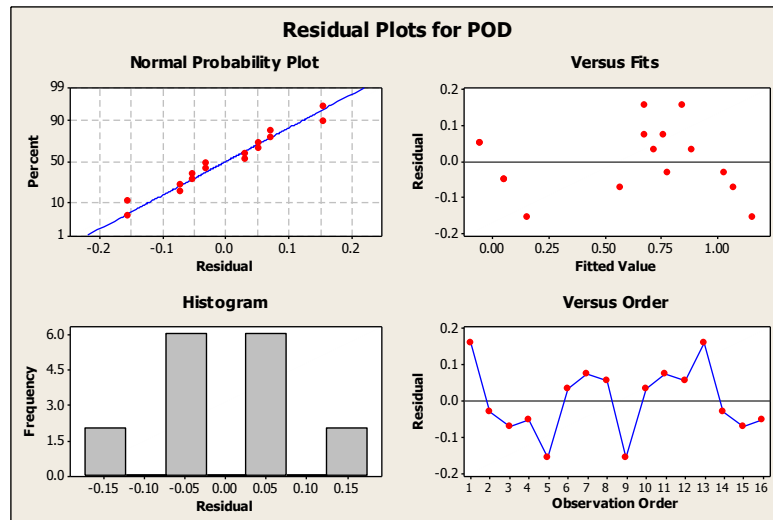 Residual Plots for POD
Normal Probability Plot
99
90
50
10
1
Percent
-0.2 -0.1 0.0 0.1 0.2
Residual
Versus Fits
0.2
0.1
0.0
-0.1
-0.2
Residual
0.00 0.25 0.50 0.75 1.00
Fitted Value
Histogram
6.0
4.5
3.0
1.5
0.0
Frequency
-0.15 -0.10 -0.05 0.00 0.05 0.10 0.15
Residual
Versus Order
0.2
0.1
0.0
-0.1
-0.2
Residual
1 2 3 4 5 6 7 8 9 10 11 12 13 14 15 16
Observation Order